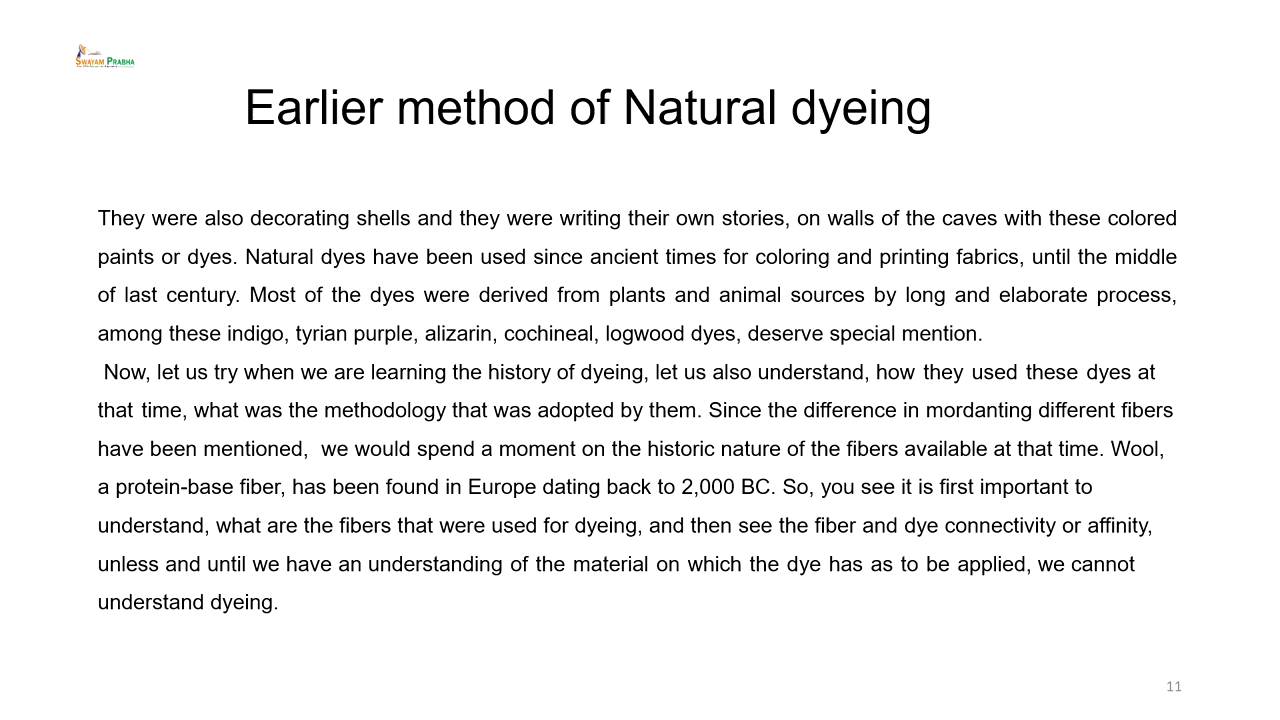 SWAYAM PRABHA
Earlier method of Natural dyeing
They were also decorating shells and they were writing their own stories, on walls of the caves with these colored
paints or dyes. Natural dyes have been used since ancient times for coloring and printing fabrics, until the middle
of last century. Most of the dyes were derived from plants and animal sources by long and elaborate process,
among these indigo, tyrian purple, alizarin, cochineal, logwood dyes, deserve special mention.
Now, let us try when we are learning the history of dyeing, let us also understand, how they used these dyes at
that time, what was the methodology that was adopted by them. Since the difference in mordanting different fibers
have been mentioned, we would spend a moment on the historic nature of the fibers available at that time. Wool,
a protein-base fiber, has been found in Europe dating back to 2,000 BC. So, you see it is first important to
understand, what are the fibers that were used for dyeing, and then see the fiber and dye connectivity or affinity,
unless and until we have an understanding of the material on which the dye has as to be applied, we cannot
understand dyeing.
11